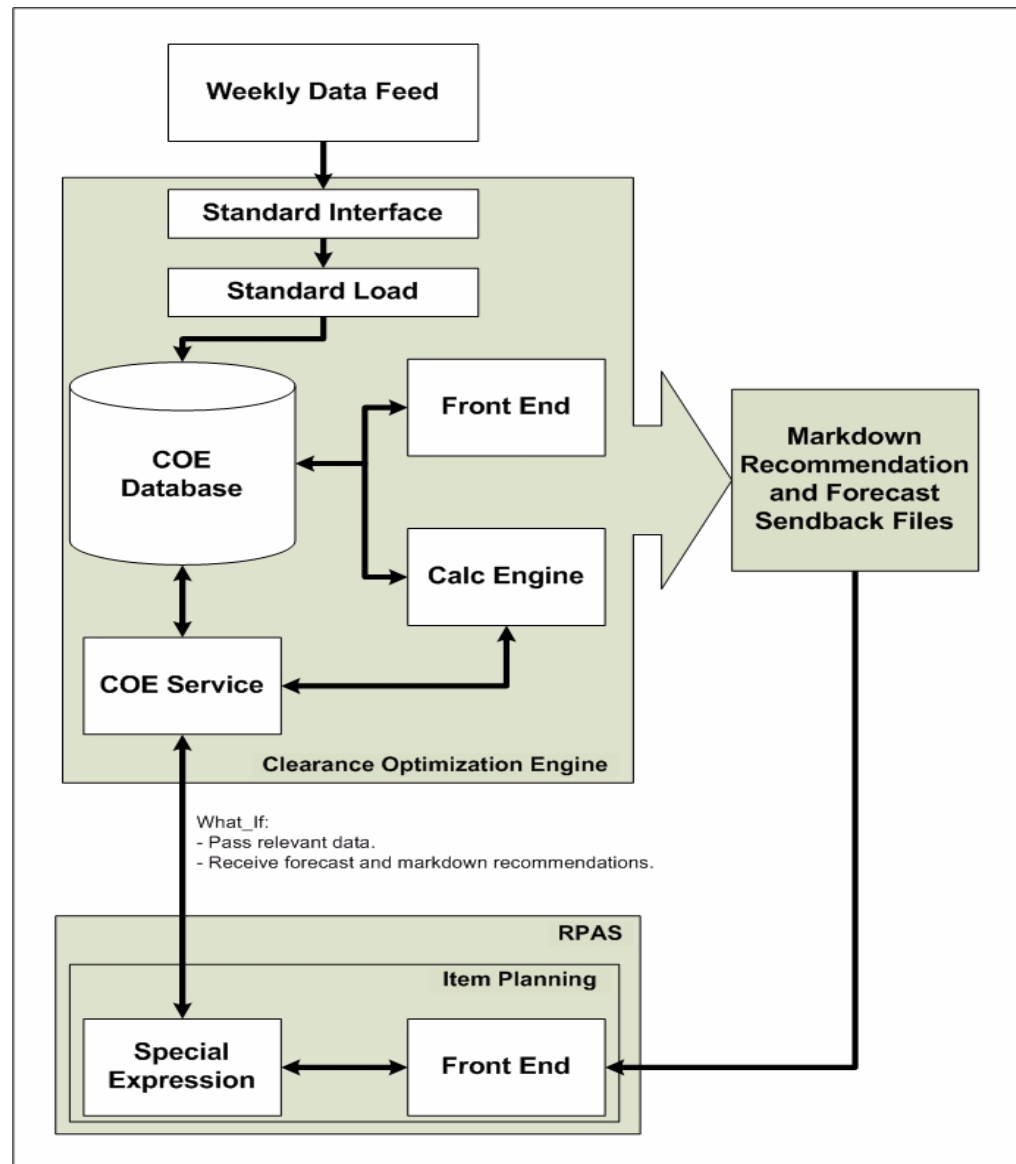 Weekly Data Feed
Standard Interface
Standard Load
COE
Database
Front End
Calc Engine
COE Service
Clearance Optimization Engine
Markdown
Recommendation
and Forecast
Sendback Files
What_If:
- Pass relevant data.
- Receive forecast and markdown recommendations.
RPAS
Item Planning
Special
Expression
Front End